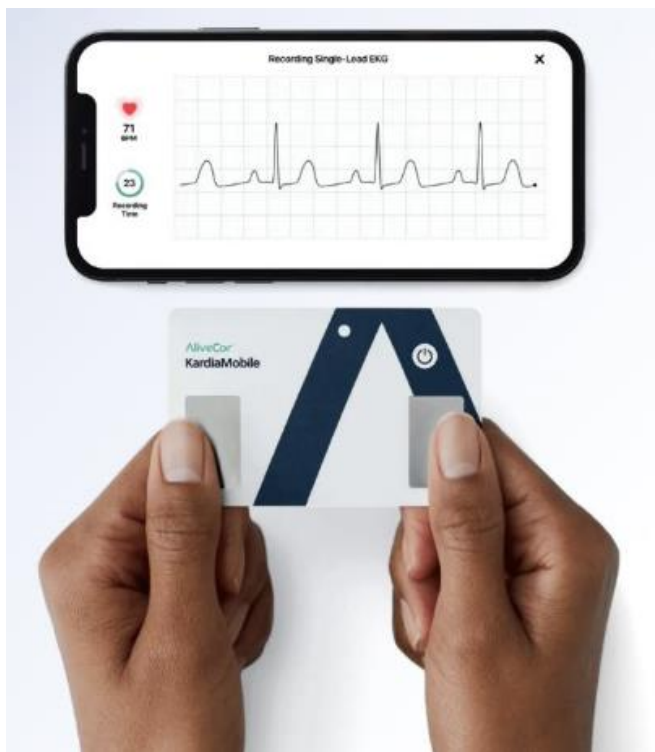 Recording Single-Lead EKG
X
71
BPM
23
Recording
Time
AliveCor
KardiaMobile